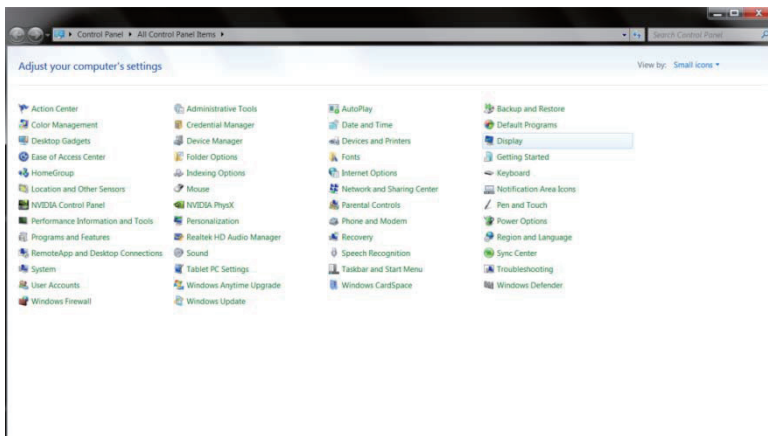 Control Panel ▸ All Control Panel Items ▸ Search Control Panel
Adjust your computer's settings View by: Small icons
Action Center Administrative Tools AutoPlay Backup and Restore
Color Management Credential Manager Date and Time Default Programs
Desktop Gadgets Device Manager Devices and Printers Display
Ease of Access Center Folder Options Fonts Getting Started
HomeGroup Indexing Options Internet Options Keyboard
Location and Other Sensors Mouse Network and Sharing Center Notification Area Icons
NVIDIA Control Panel NVIDIA PhysX Parental Controls Pen and Touch
Performance Information and Tools Personalization Phone and Modem Power Options
Programs and Features Realtek HD Audio Manager Recovery Region and Language
RemoteApp and Desktop Connections Sound Speech Recognition Sync Center
System Tablet PC Settings Taskbar and Start Menu Troubleshooting
User Accounts Windows Anytime Upgrade Windows CardSpace Windows Defender
Windows Firewall Windows Update